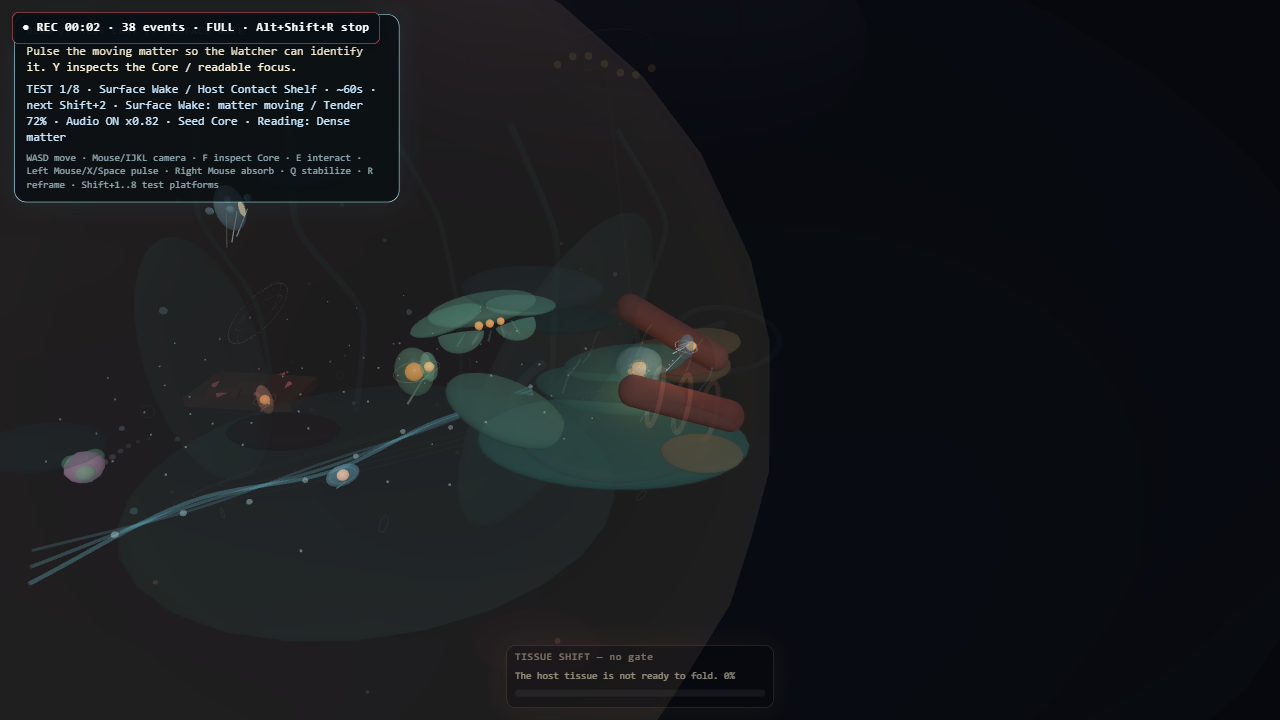 ● REC 00:02 · 38 events · FULL · Alt+Shift+R stop
Pulse the moving matter so the Watcher can identify
it. Y inspects the Core / readable focus.
TEST 1/8 · Surface Wake / Host Contact Shelf · ~60s ·
next Shift+2 · Surface Wake: matter moving / Tender
72% · Audio ON x0.82 · Seed Core · Reading: Dense
matter
WASD move · Mouse/IJKL camera · F inspect Core · E interact ·
Left Mouse/X/Space pulse · Right Mouse absorb · Q stabilize · R
reframe · Shift+1..8 test platforms
TISSUE SHIFT — no gate
The host tissue is not ready to fold. 0%